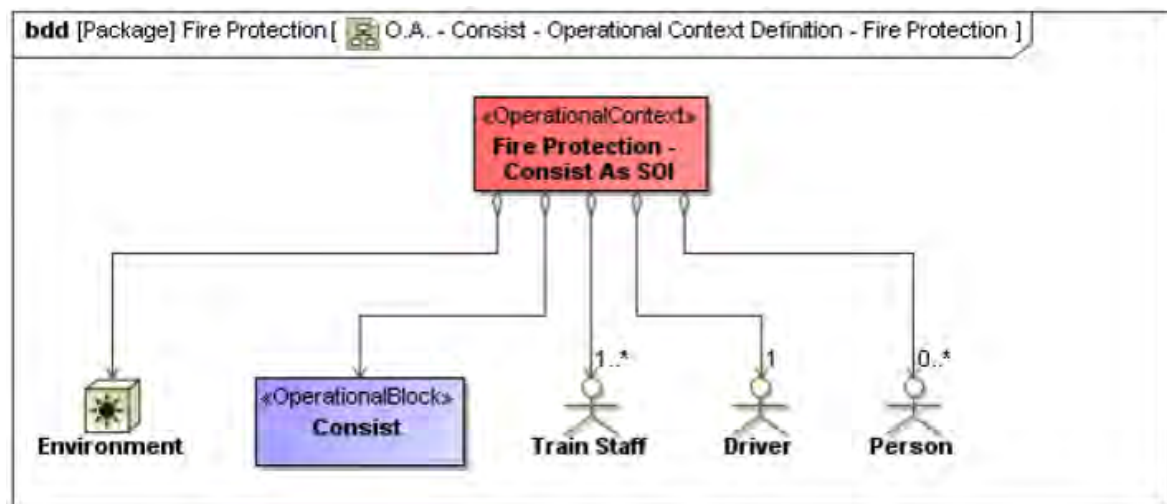 bdd [Package] Fire Protection [ O.A. - Consist - Operational Context Definition - Fire Protection ]
«OperationalContext»
Fire Protection -
Consist As SOI
1..*
1
0..*
«OperationalBlock»
Consist
Environment
Train Staff
Driver
Person